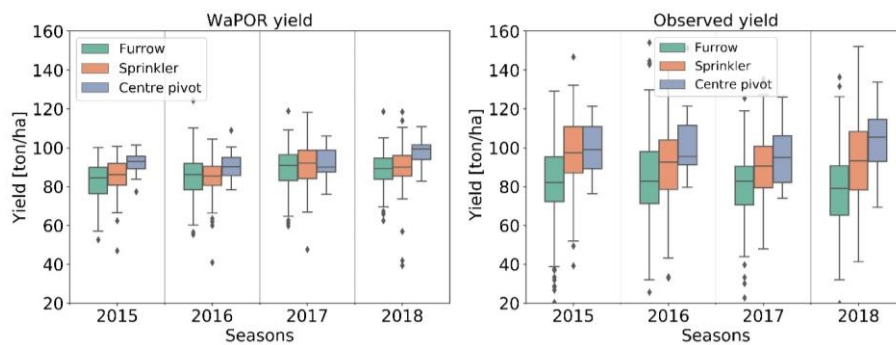 WaPOR yield
Yield [ton/ha]
160
140
120
100
80
60
40
20
Furrow
Sprinkler
Centre pivot
2015 2016 2017 2018
Seasons
Observed yield
Yield [ton/ha]
160
140
120
100
80
60
40
20
Furrow
Sprinkler
Centre pivot
2015 2016 2017 2018
Seasons